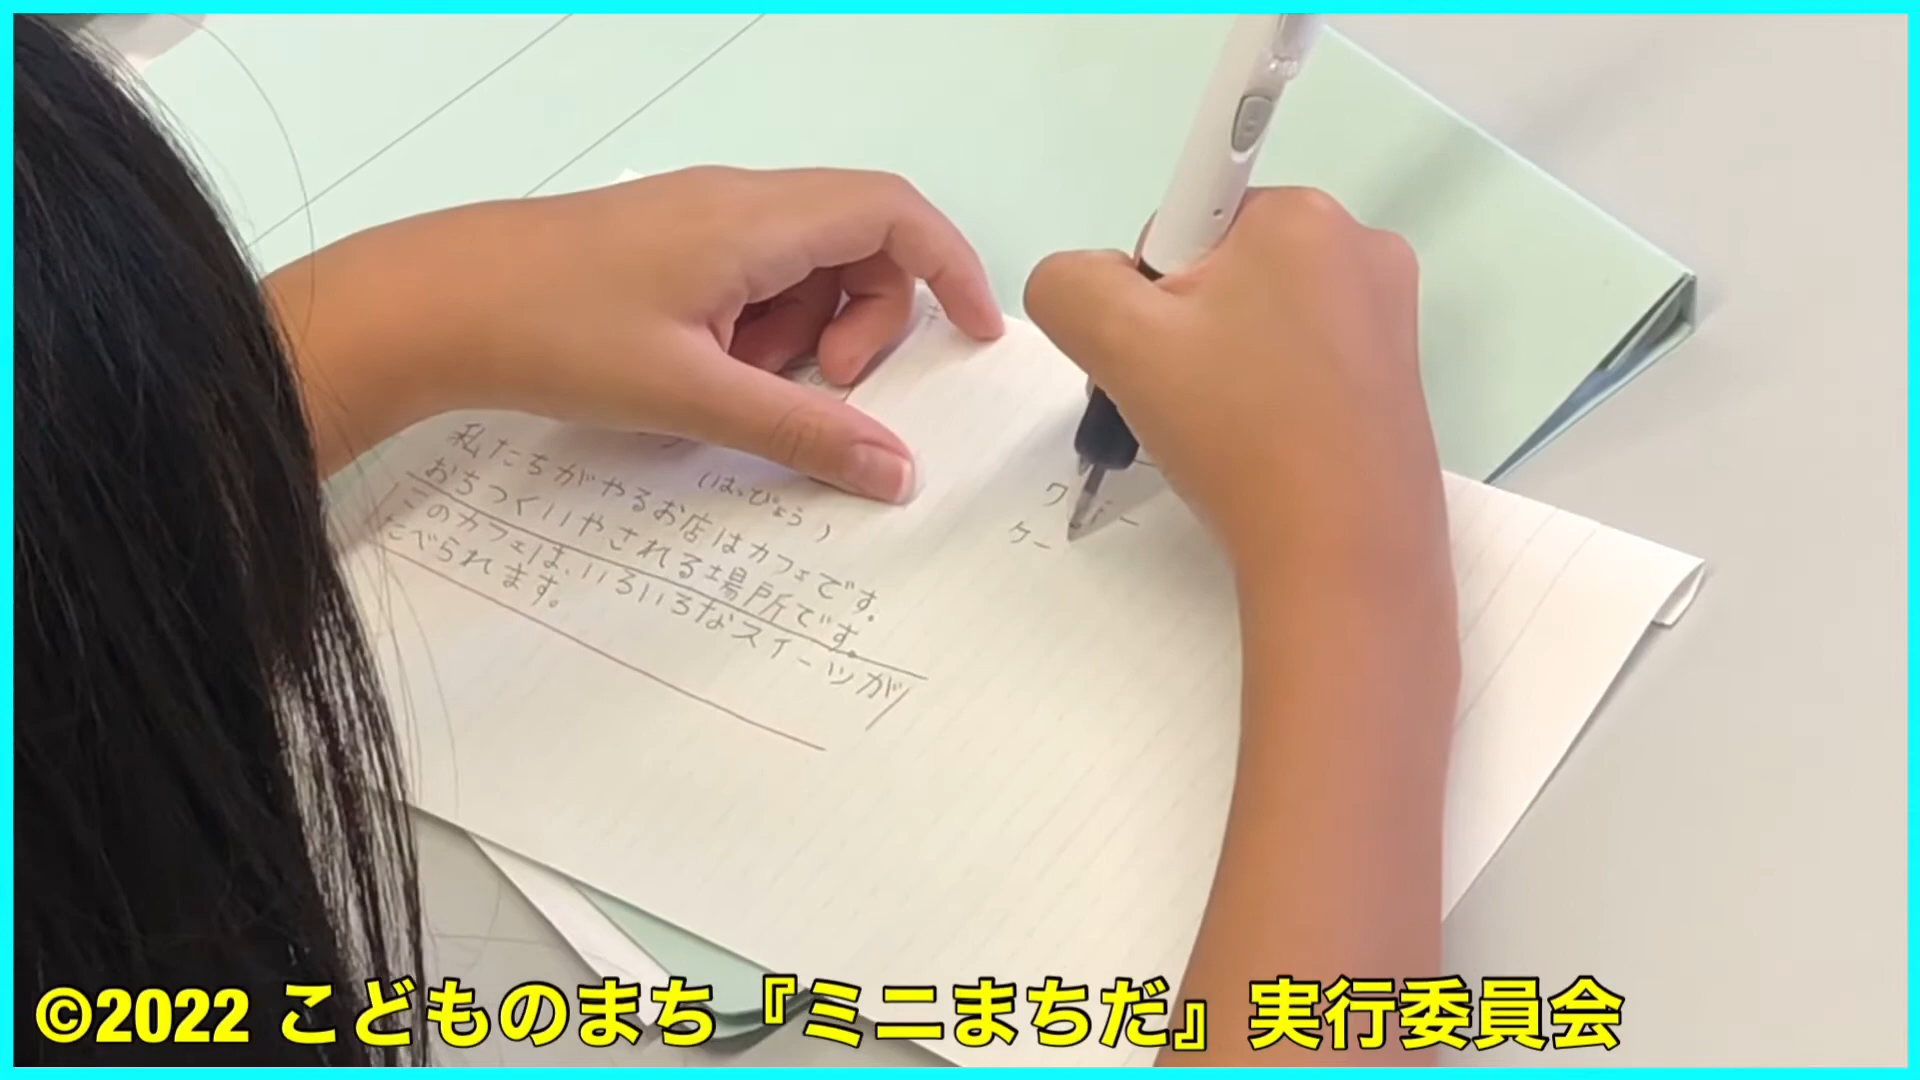 (はっぴょう)
私たちがやるお店はカフェです。
おちつくいやされる場所です。
このカフェは、いろいろなスイーツが
たべられます。
ケー
©2022 こどものまち『ミニまちだ』実行委員会